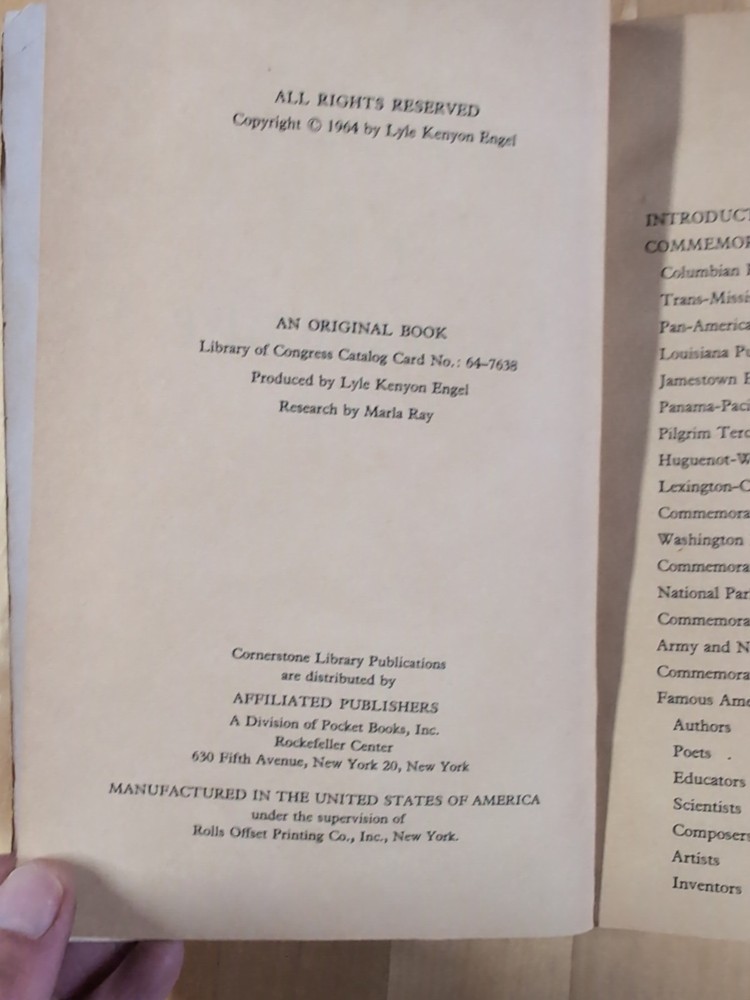 ALL RIGHTS RESERVED
Copyright © 1964 by Lyle Kenyon Engel
AN ORIGINAL BOOK
Library of Congress Catalog Card No.: 64–7638
Produced by Lyle Kenyon Engel
Research by Marla Ray
Cornerstone Library Publications
are distributed by
AFFILIATED PUBLISHERS
A Division of Pocket Books, Inc.
Rockefeller Center
630 Fifth Avenue, New York 20, New York
MANUFACTURED IN THE UNITED STATES OF AMERICA
under the supervision of
Rolls Offset Printing Co., Inc., New York.
INTRODUCT
COMMEMOR
Columbian
Trans-Missi
Pan-America
Louisiana Pu
Jamestown E
Panama-Paci
Pilgrim Terc
Huguenot-W
Lexington-C
Commemora
Washington
Commemora
National Par
Commemora
Army and N
Commemora
Famous Ame
Authors
Poets .
Educators
Scientists
Composers
Artists
Inventors